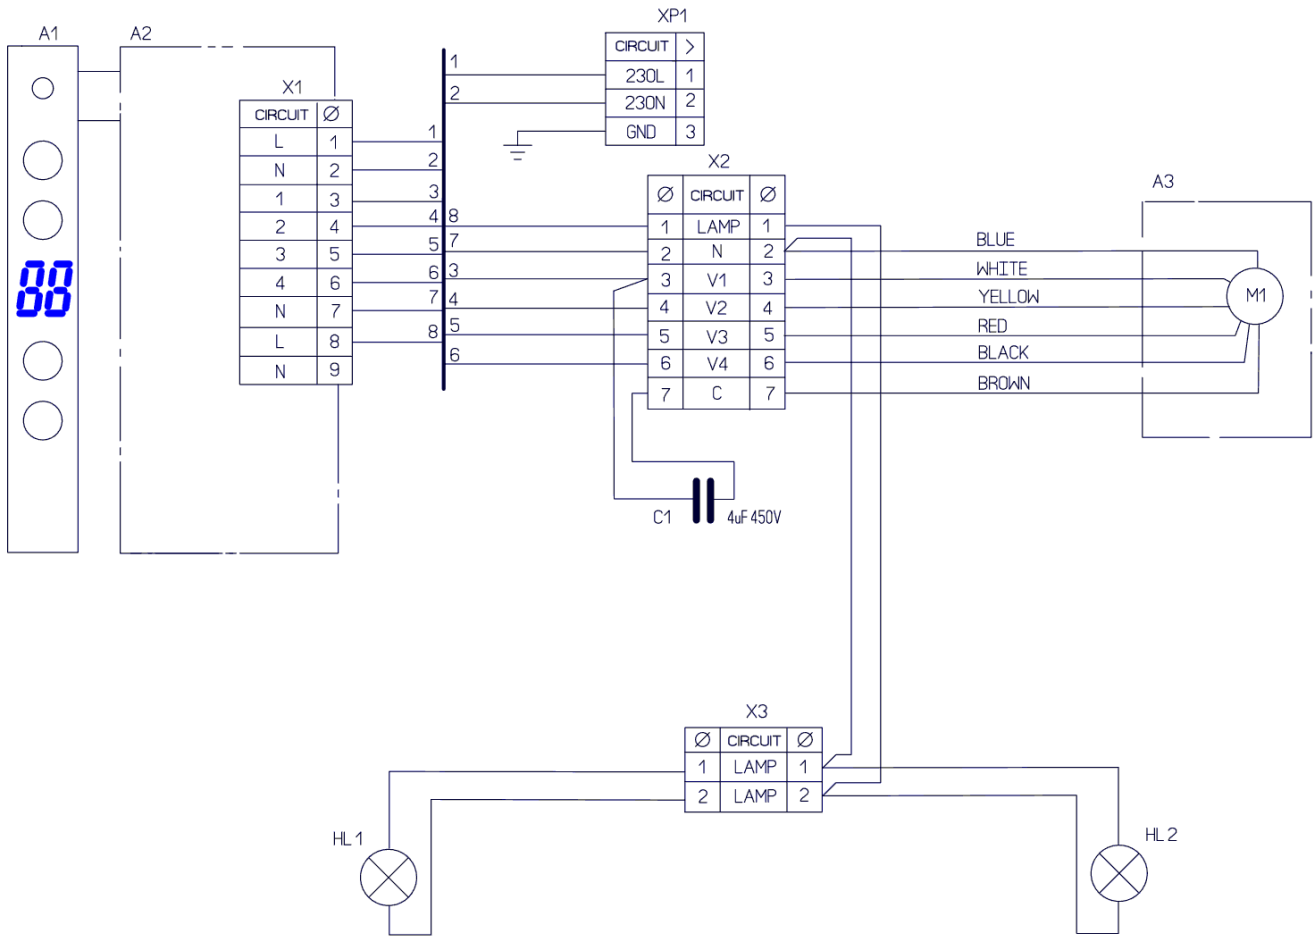 A1
A2
88
X1
CIRCUIT Ø
L 1
N 2
1 3
2 4
3 5
4 6
N 7
L 8
N 9
1
2
3
4
5
6
7
8
1
2
8
7
3
4
5
6
XP1
CIRCUIT >
230L 1
230N 2
GND 3
X2
Ø CIRCUIT Ø
1 LAMP 1
2 N 2
3 V1 3
4 V2 4
5 V3 5
6 V4 6
7 C 7
C1
4uF 450V
A3
BLUE
WHITE
YELLOW
RED
BLACK
BROWN
M1
X3
Ø CIRCUIT Ø
1 LAMP 1
2 LAMP 2
HL1
HL2